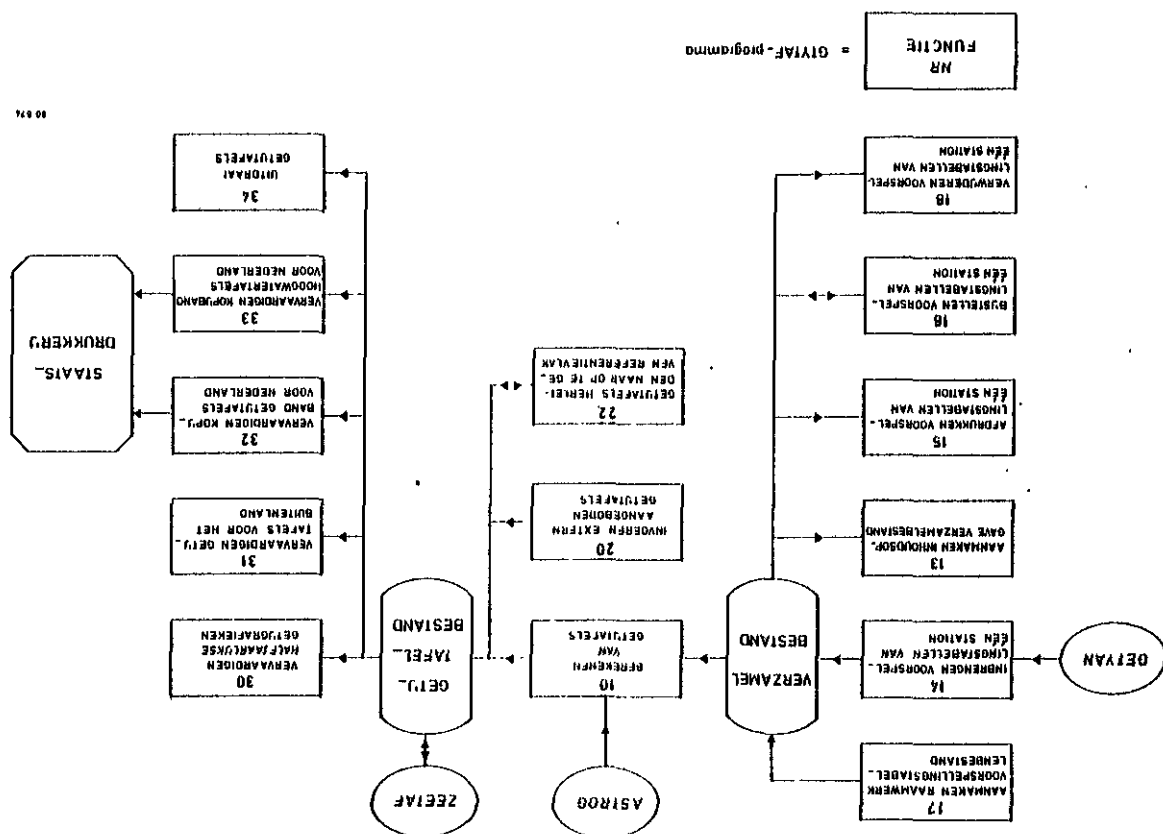 17
AANMAKEN RAAMWERK
VOORSPELLINGSTABEL-
LENBESTAND
ASTROG
ZEETAF
GETYAN
14
INBRENGEN VOORSPEL-
LINGSTABELLEN VAN
ÉÉN STATION
VERZAMEL
BESTAND
10
BEREKENEN
VAN
GETIJTAFELS
GETIJ-
TAFEL-
BESTAND
30
VERVAARDIGEN
HALFJAARLIJKSE
GETIJGRAFIEKEN
13
AANMAKEN INHOUDSOP-
GAVE VERZAMELBESTAND
20
INVOEREN EXTERN
AANGEBODEN
GETIJTAFELS
31
VERVAARDIGEN GETIJ-
TAFELS VOOR HET
BUITENLAND
15
AFDRUKKEN VOORSPEL-
LINGSTABELLEN VAN
ÉÉN STATION
22
GETIJTAFELS HERLEI-
DEN NAAR OP TE GE-
VEN REFERENTIEVLAK
32
VERVAARDIGEN KOPIJ-
BAND GETIJTAFELS
VOOR NEDERLAND
STAATS-
DRUKKERIJ
16
BIJSTELLEN VOORSPEL-
LINGSTABELLEN VAN
ÉÉN STATION
33
VERVAARDIGEN KOPIJBAND
HOOGWATERTAFELS
VOOR NEDERLAND
18
VERWIJDEREN VOORSPEL-
LINGSTABELLEN VAN
ÉÉN STATION
34
UITDRAAI
GETIJTAFELS
NR
FUNCTIE
= GTYTAF-programma